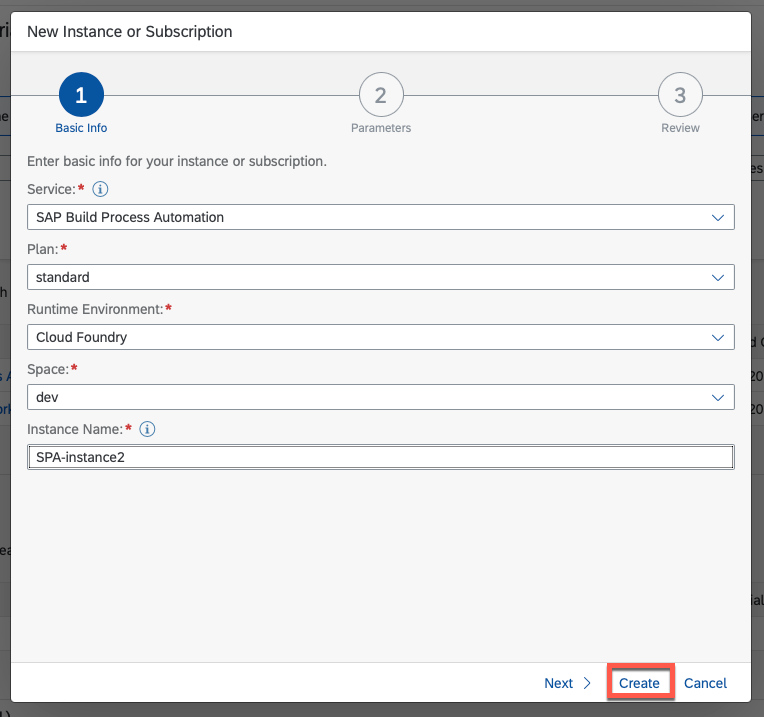 New Instance or Subscription
1
2
3
Basic Info
Parameters
Review
Enter basic info for your instance or subscription.
Service:*
SAP Build Process Automation
Plan:*
standard
Runtime Environment:*
Cloud Foundry
Space:*
dev
Instance Name:*
SPA-instance2
Next
Create
Cancel